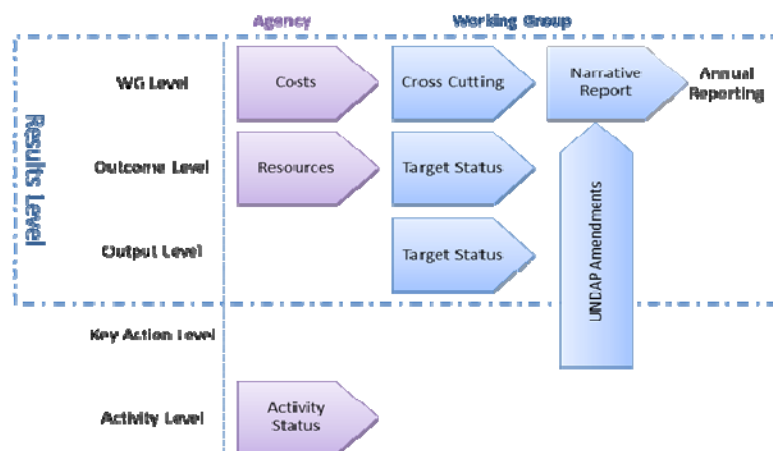 Agency
Working Group
WG Level
Costs
Cross Cutting
Narrative
Report
Annual
Reporting
Results Level
Outcome Level
Resources
Target Status
Output Level
Target Status
UNDAP Amendments
Key Action Level
Activity Level
Activity
Status